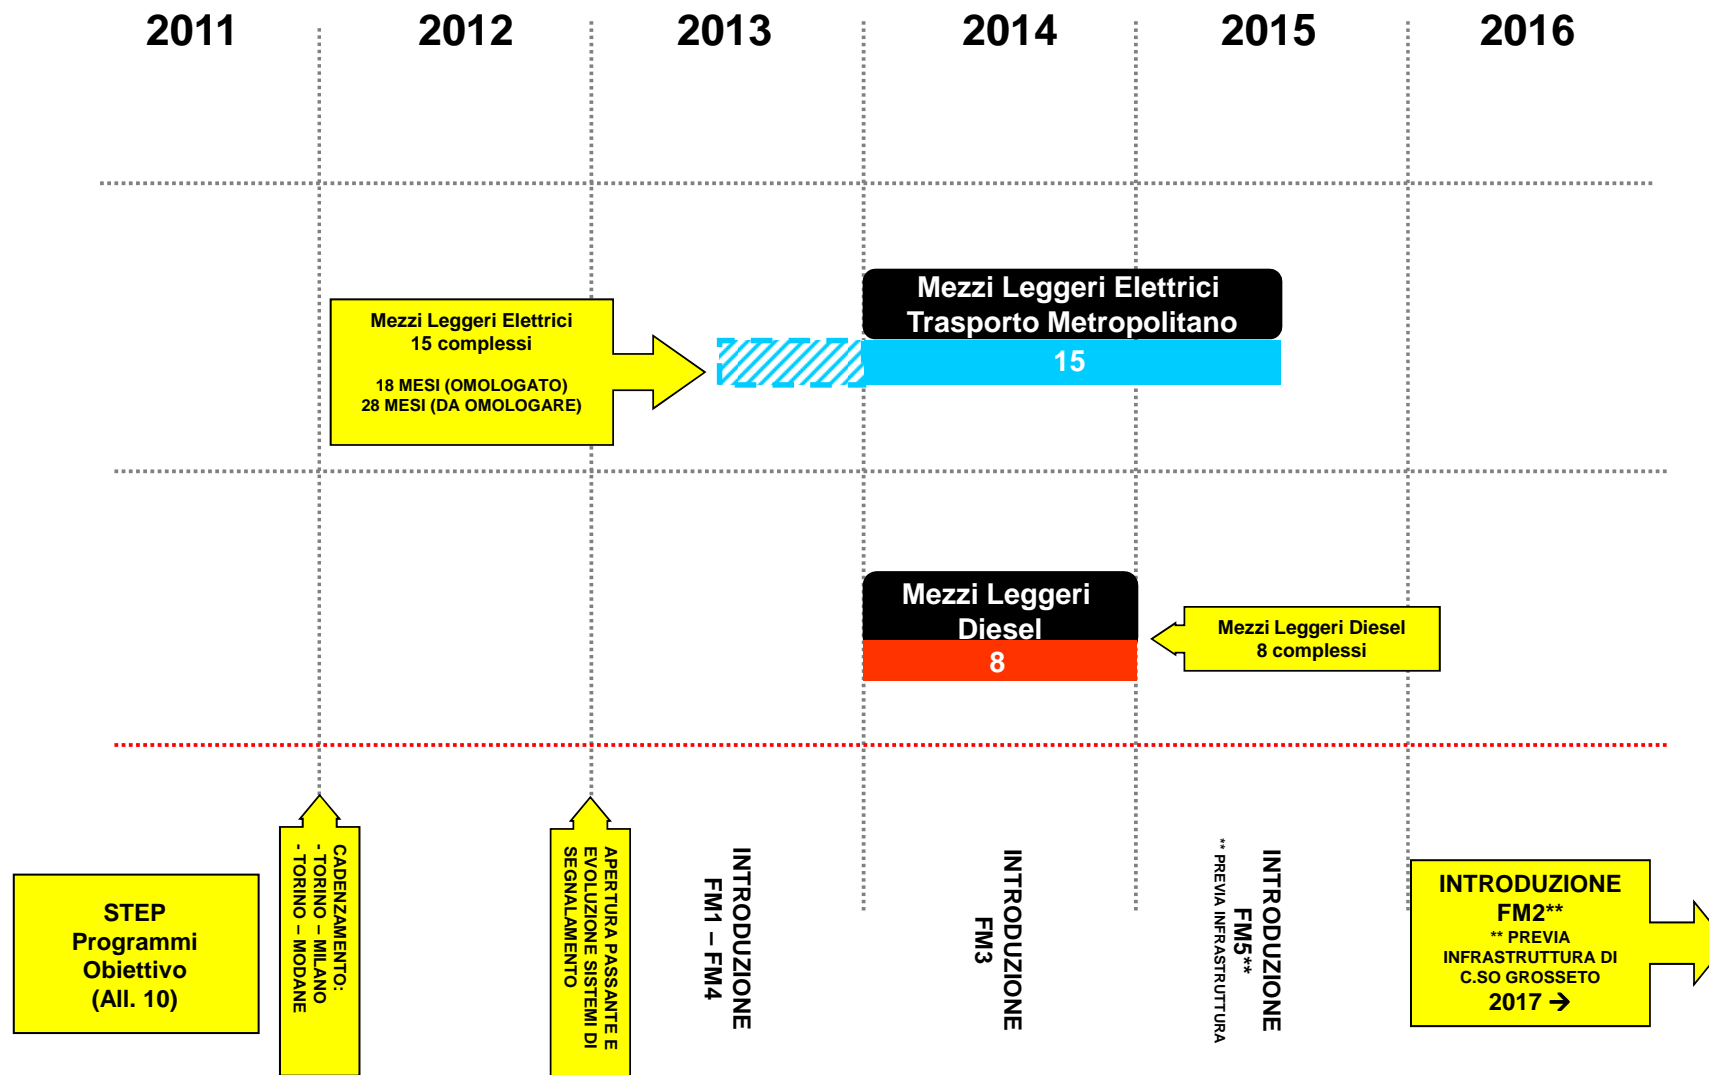 2011
2012
2013
2014
2015
2016
Mezzi Leggeri Elettrici
15 complessi
18 MESI (OMOLOGATO)
28 MESI (DA OMOLOGARE)
Mezzi Leggeri Elettrici
Trasporto Metropolitano
15
Mezzi Leggeri
Diesel
8
Mezzi Leggeri Diesel
8 complessi
STEP
Programmi
Obiettivo
(All. 10)
CADENZAMENTO:
- TORINO – MILANO
- TORINO – MODANE
APERTURA PASSANTE E
EVOLUZIONE SISTEMI DI
SEGNALAMENTO
INTRODUZIONE
FM1 – FM4
INTRODUZIONE
FM3
INTRODUZIONE
FM5**
** PREVIA INFRASTRUTTURA
INTRODUZIONE
FM2**
** PREVIA
INFRASTRUTTURA DI
C.SO GROSSETO
2017 →